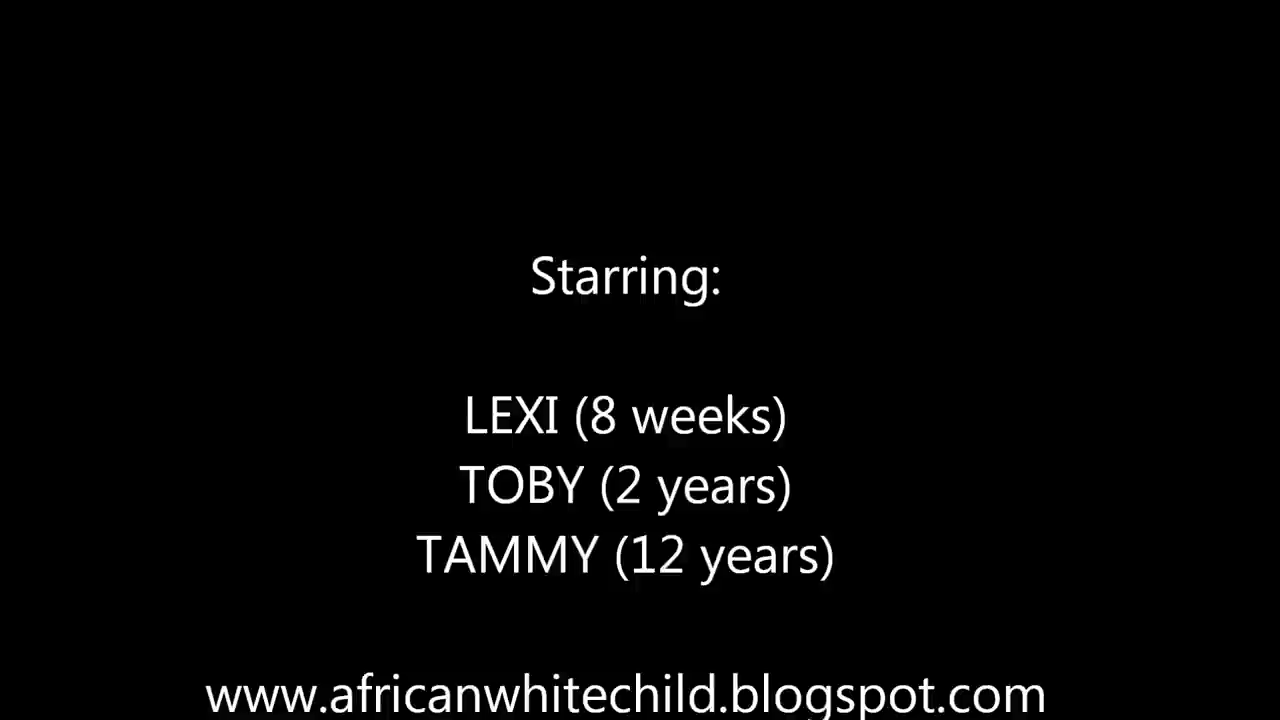 Starring:
LEXI (8 weeks)
TOBY (2 years)
TAMMY (12 years)
www.africanwhitechild.blogspot.com